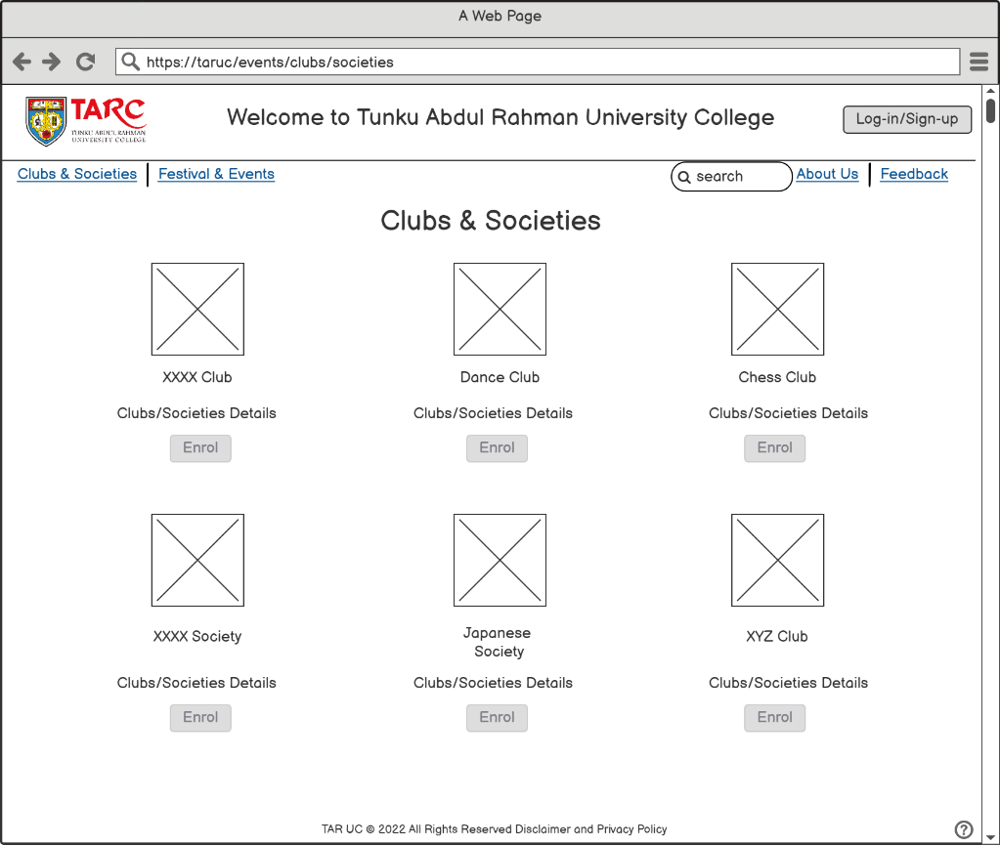 A Web Page
https://taruc/events/clubs/societies
TARC
TUNKU ABDUL RAHMAN
UNIVERSITY COLLEGE
Welcome to Tunku Abdul Rahman University College
Log-in/Sign-up
Clubs & Societies
Festival & Events
search
About Us
Feedback
Clubs & Societies
XXXX Club
Dance Club
Chess Club
Clubs/Societies Details
Clubs/Societies Details
Clubs/Societies Details
Enrol
Enrol
Enrol
XXXX Society
Japanese
Society
XYZ Club
Clubs/Societies Details
Clubs/Societies Details
Clubs/Societies Details
Enrol
Enrol
Enrol
TAR UC © 2022 All Rights Reserved Disclaimer and Privacy Policy
?